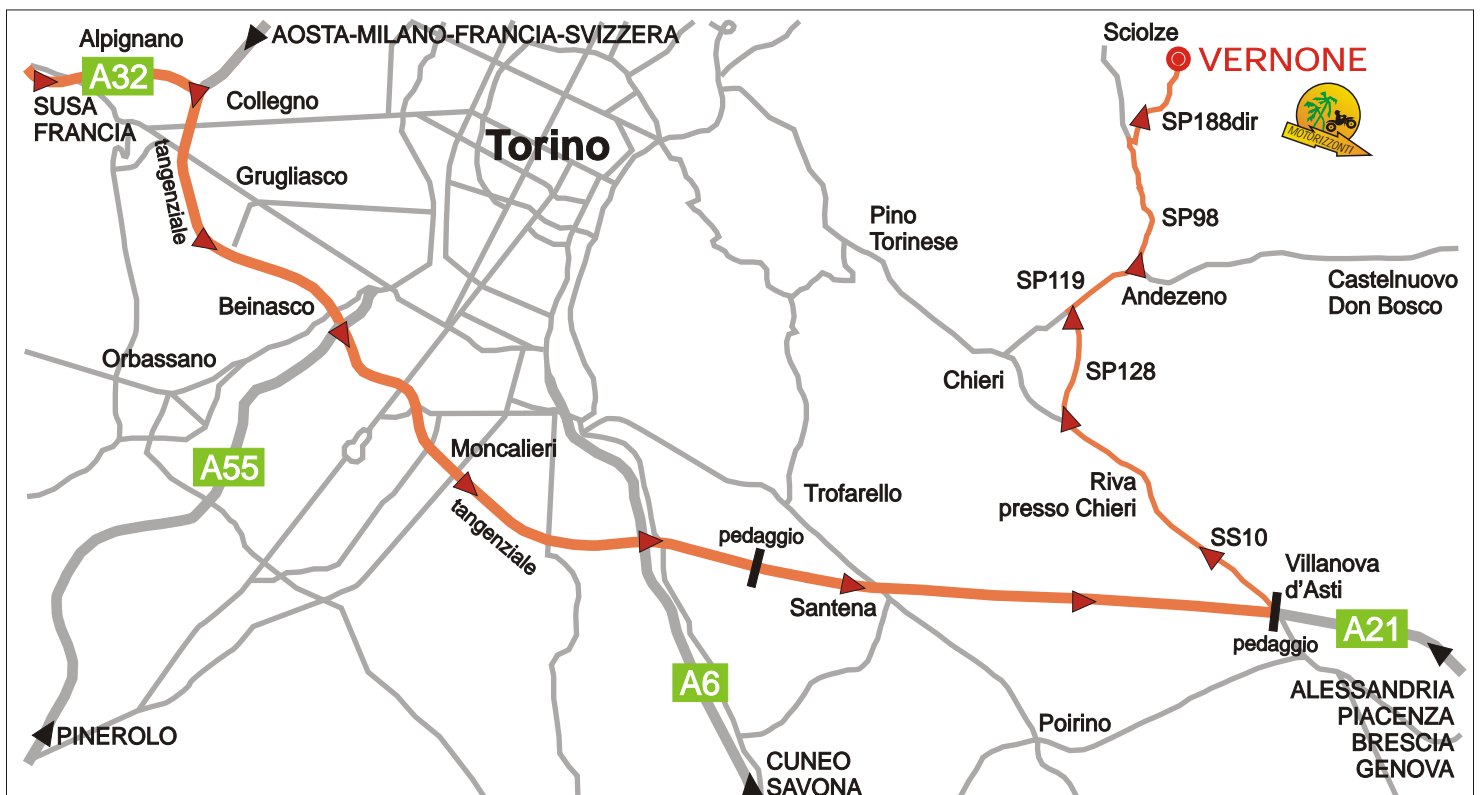 Alpignano
AOSTA-MILANO-FRANCIA-SVIZZERA
Sciolze
VERNONE
A32
SUSA
FRANCIA
Collegno
SP188dir
MOTORIZZONTI
Torino
tangenziale
Grugliasco
Pino
Torinese
SP98
SP119
Andezeno
Castelnuovo
Don Bosco
Beinasco
Orbassano
Chieri
SP128
Moncalieri
A55
Trofarello
Riva
presso Chieri
tangenziale
pedaggio
SS10
Villanova
d'Asti
Santena
A21
pedaggio
A6
ALESSANDRIA
PIACENZA
BRESCIA
GENOVA
PINEROLO
Poirino
CUNEO
SAVONA